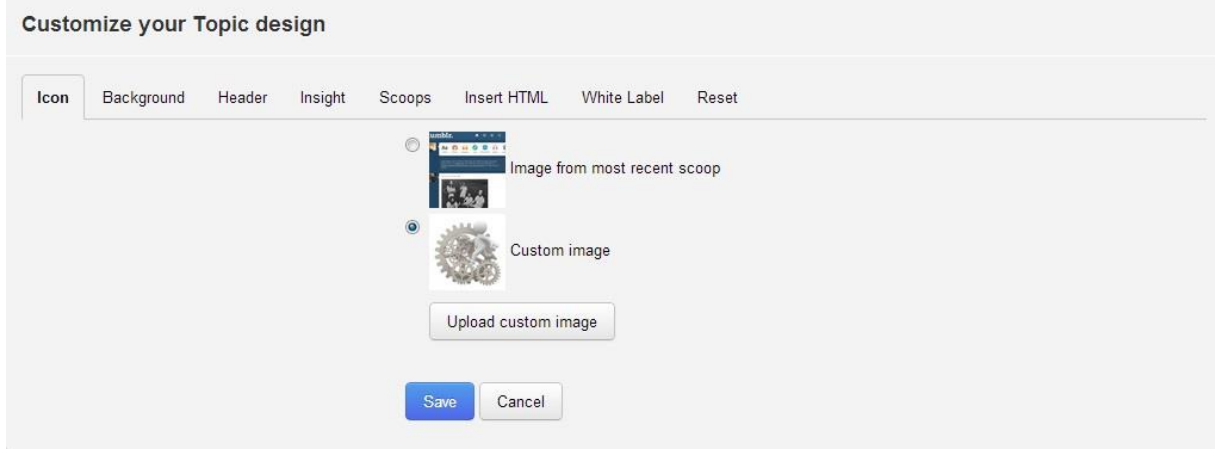 Customize your Topic design
Icon Background Header Insight Scoops Insert HTML White Label Reset
umblr.
Image from most recent scoop
Custom image
Upload custom image
Save Cancel